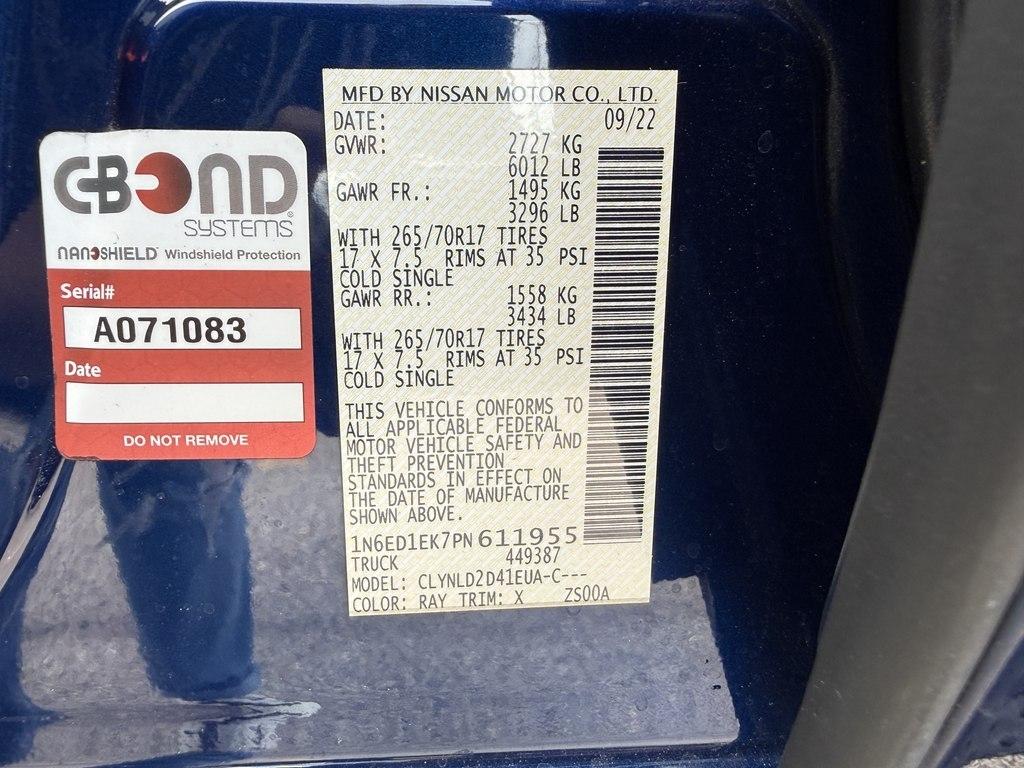 CBOND
SYSTEMS
NANOSHIELD Windshield Protection
Serial#
A071083
Date
DO NOT REMOVE
MFD BY NISSAN MOTOR CO., LTD.
DATE: 09/22
GVWR: 2727 KG
6012 LB
GAWR FR.: 1495 KG
3296 LB
WITH 265/70R17 TIRES
17 X 7.5 RIMS AT 35 PSI
COLD SINGLE
GAWR RR.: 1558 KG
3434 LB
WITH 265/70R17 TIRES
17 X 7.5 RIMS AT 35 PSI
COLD SINGLE
THIS VEHICLE CONFORMS TO
ALL APPLICABLE FEDERAL
MOTOR VEHICLE SAFETY AND
THEFT PREVENTION
STANDARDS IN EFFECT ON
THE DATE OF MANUFACTURE
SHOWN ABOVE.
1N6ED1EK7PN611955
TRUCK 449387
MODEL: CLYNLD2D41EUA-C---
COLOR: RAY TRIM: X ZS00A